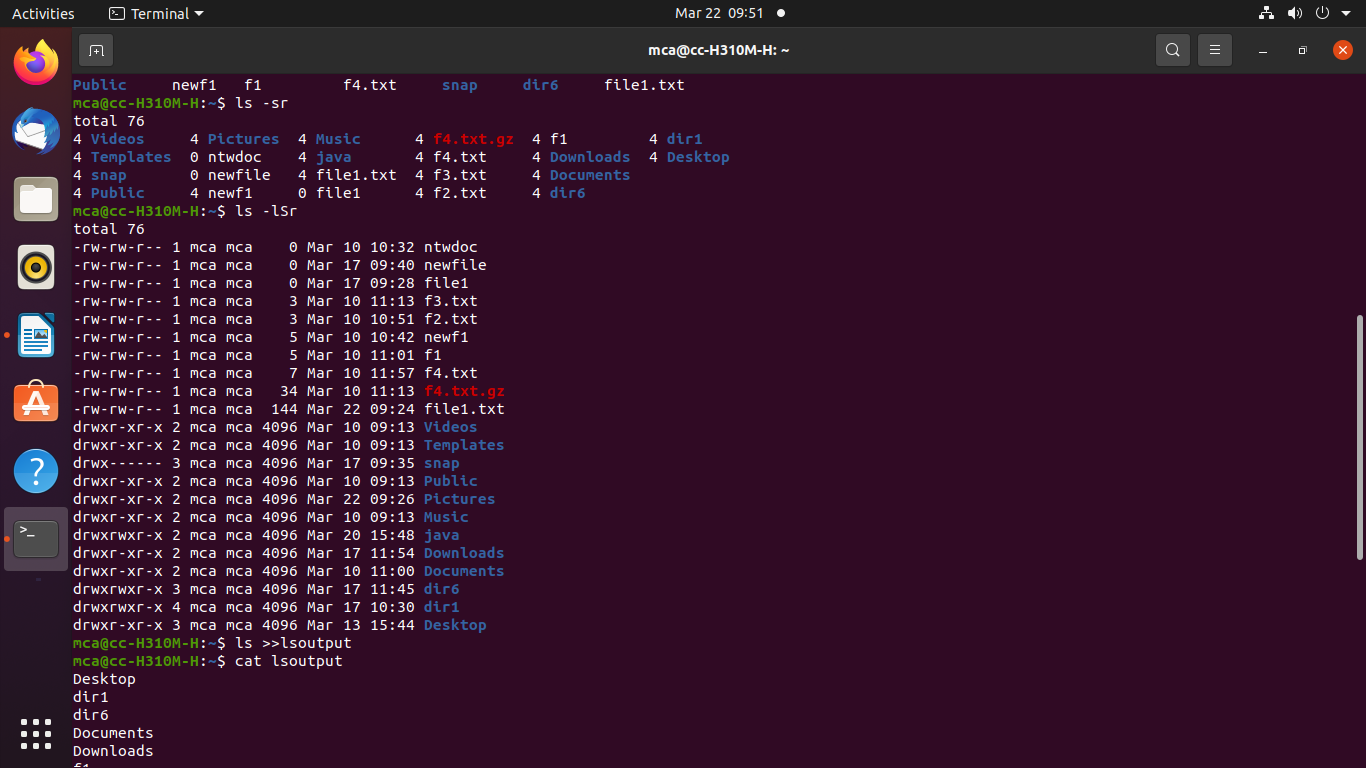 Activities Terminal Mar 22 09:51
mca@cc-H310M-H: ~
Public newf1 f1 f4.txt snap dir6 file1.txt
mca@cc-H310M-H:~$ ls -sr
total 76
4 Videos 4 Pictures 4 Music 4 f4.txt.gz 4 f1 4 dir1
4 Templates 0 ntwdoc 4 java 4 f4.txt 4 Downloads 4 Desktop
4 snap 0 newfile 4 file1.txt 4 f3.txt 4 Documents
4 Public 4 newf1 0 file1 4 f2.txt 4 dir6
mca@cc-H310M-H:~$ ls -lSr
total 76
-rw-rw-r-- 1 mca mca 0 Mar 10 10:32 ntwdoc
-rw-rw-r-- 1 mca mca 0 Mar 17 09:40 newfile
-rw-rw-r-- 1 mca mca 0 Mar 17 09:28 file1
-rw-rw-r-- 1 mca mca 3 Mar 10 11:13 f3.txt
-rw-rw-r-- 1 mca mca 3 Mar 10 10:51 f2.txt
-rw-rw-r-- 1 mca mca 5 Mar 10 10:42 newf1
-rw-rw-r-- 1 mca mca 5 Mar 10 11:01 f1
-rw-rw-r-- 1 mca mca 7 Mar 10 11:57 f4.txt
-rw-rw-r-- 1 mca mca 34 Mar 10 11:13 f4.txt.gz
-rw-rw-r-- 1 mca mca 144 Mar 22 09:24 file1.txt
drwxr-xr-x 2 mca mca 4096 Mar 10 09:13 Videos
drwxr-xr-x 2 mca mca 4096 Mar 10 09:13 Templates
drwx------ 3 mca mca 4096 Mar 17 09:35 snap
drwxr-xr-x 2 mca mca 4096 Mar 10 09:13 Public
drwxr-xr-x 2 mca mca 4096 Mar 22 09:26 Pictures
drwxr-xr-x 2 mca mca 4096 Mar 10 09:13 Music
drwxrwxr-x 2 mca mca 4096 Mar 20 15:48 java
drwxr-xr-x 2 mca mca 4096 Mar 17 11:54 Downloads
drwxr-xr-x 2 mca mca 4096 Mar 10 11:00 Documents
drwxrwxr-x 3 mca mca 4096 Mar 17 11:45 dir6
drwxrwxr-x 4 mca mca 4096 Mar 17 10:30 dir1
drwxr-xr-x 3 mca mca 4096 Mar 13 15:44 Desktop
mca@cc-H310M-H:~$ ls >>lsoutput
mca@cc-H310M-H:~$ cat lsoutput
Desktop
dir1
dir6
Documents
Downloads